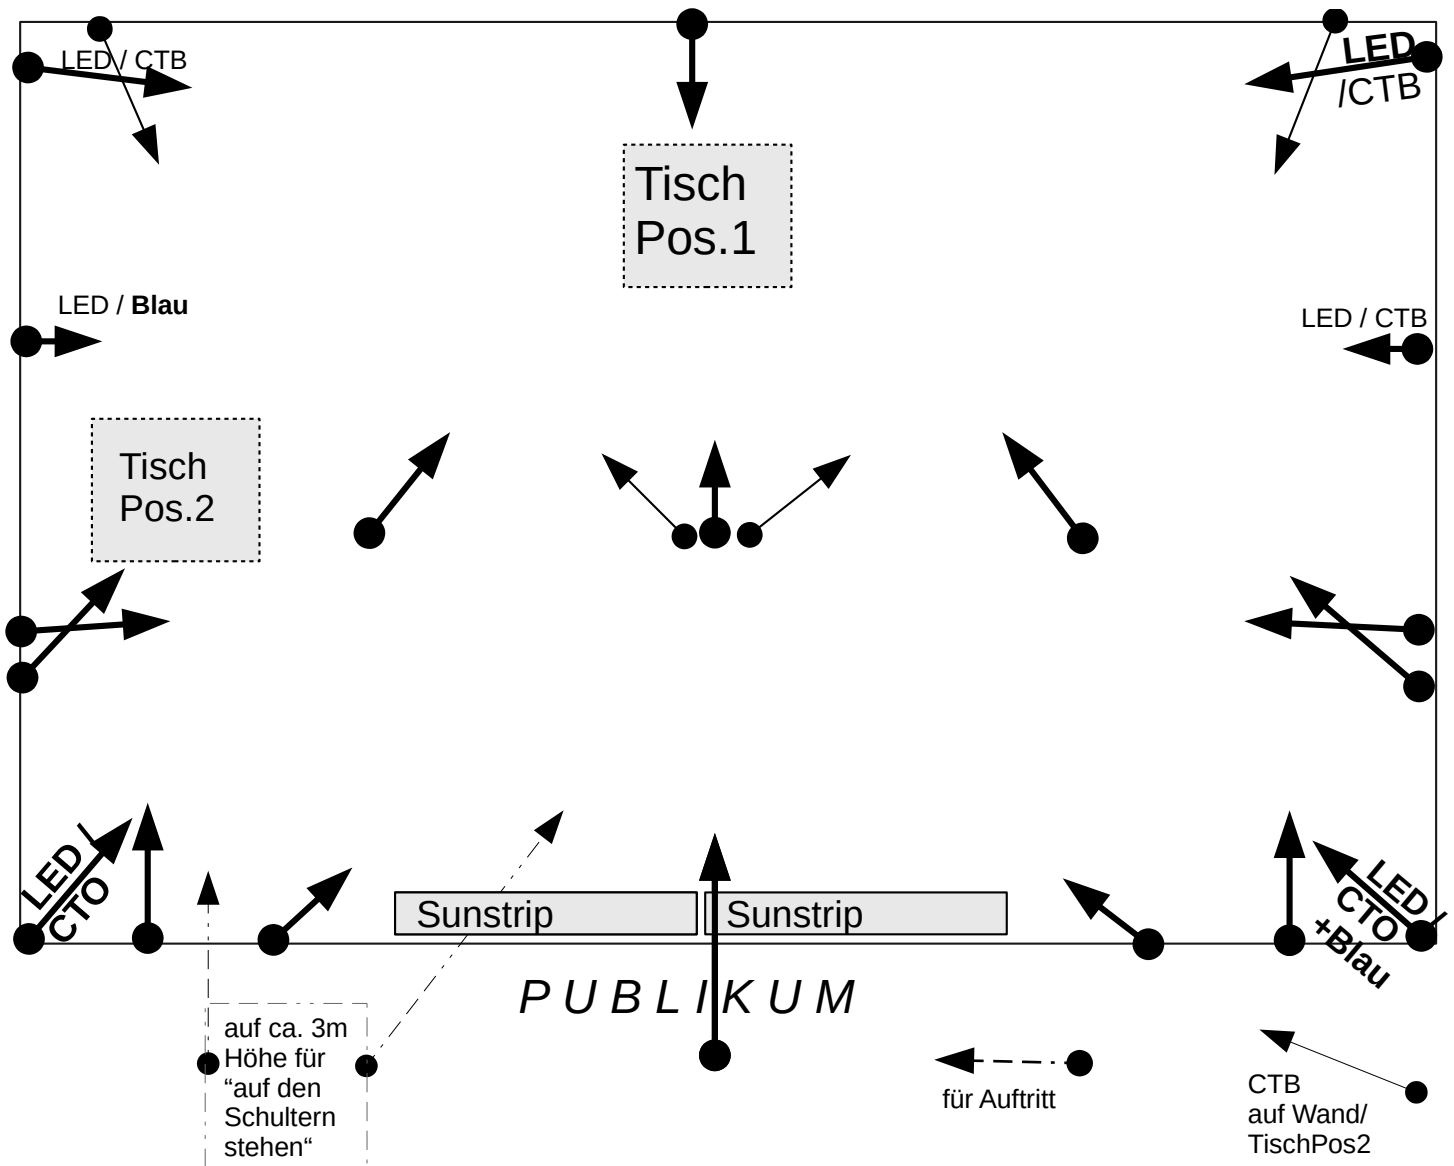 LED / CTB
LED
/CTB
Tisch
Pos.1
LED / Blau
LED / CTB
Tisch
Pos.2
LED /
CTO
LED /
CTO
+Blau
Sunstrip
Sunstrip
PUBLIKUM
auf ca. 3m
Höhe für
“auf den
Schultern
stehen“
für Auftritt
CTB
auf Wand/
TischPos2